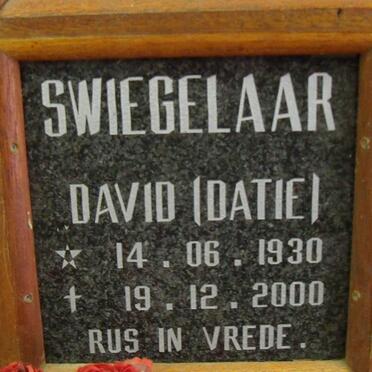 SWIEGELAAR
DAVID (DATIE)
☆ 14 . 06 . 1930
† 19 . 12 . 2000
RUS IN VREDE .